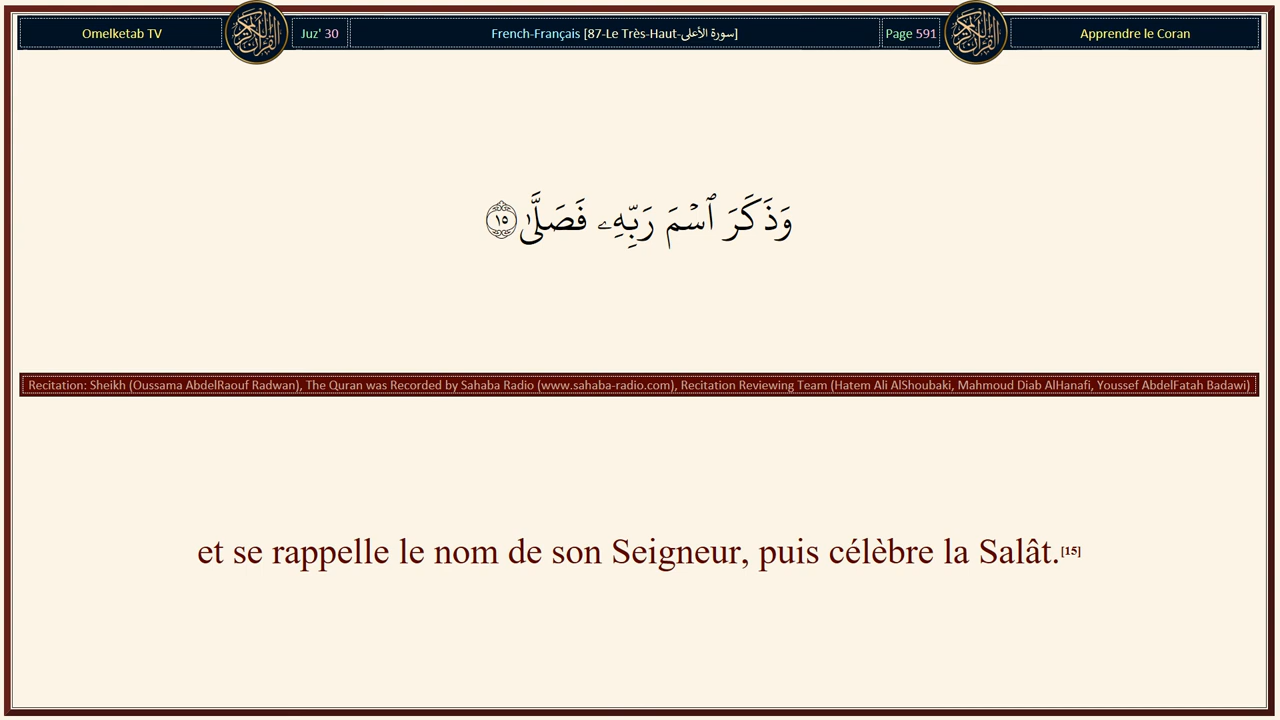 Omelketab TV
Juz' 30
French-Français [87-Le Très-Haut-سورة الأعلى]
Page 591
Apprendre le Coran
وَذَكَرَ ٱسْمَ رَبِّهِۦ فَصَلَّىٰ ١٥
Recitation: Sheikh (Oussama AbdelRaouf Radwan), The Quran was Recorded by Sahaba Radio (www.sahaba-radio.com), Recitation Reviewing Team (Hatem Ali AlShoubaki, Mahmoud Diab AlHanafi, Youssef AbdelFatah Badawi)
et se rappelle le nom de son Seigneur, puis célèbre la Salât.[15]